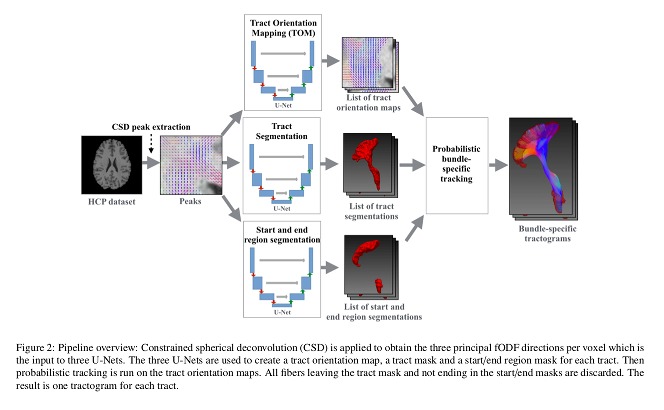 Tract Orientation
Mapping (TOM)
U-Net
List of tract
orientation maps
CSD peak extraction
HCP dataset
Peaks
Tract
Segmentation
U-Net
List of tract
segmentations
Probabilistic
bundle-
specific
tracking
Bundle-specific
tractograms
Start and end
region segmentation
U-Net
List of start and
end region segmentations
Figure 2: Pipeline overview: Constrained spherical deconvolution (CSD) is applied to obtain the three principal fODF directions per voxel which is
the input to three U-Nets. The three U-Nets are used to create a tract orientation map, a tract mask and a start/end region mask for each tract. Then
probabilistic tracking is run on the tract orientation maps. All fibers leaving the tract mask and not ending in the start/end masks are discarded. The
result is one tractogram for each tract.